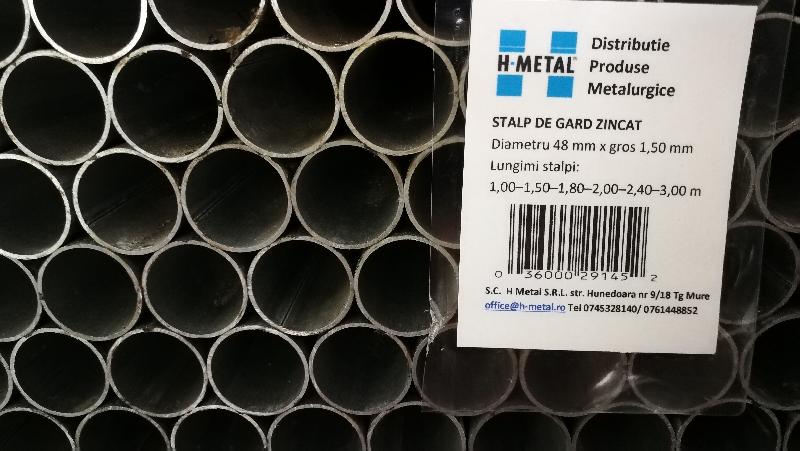 H·METAL
Distributie
Produse
Metalurgice
STALP DE GARD ZINCAT
Diametru 48 mm x gros 1,50 mm
Lungimi stalpi:
1,00–1,50–1,80–2,00–2,40–3,00 m
0 36000 29145 2
S.C. H Metal S.R.L. str. Hunedoara nr 9/18 Tg Mure
office@h-metal.ro Tel 0745328140/ 0761448852